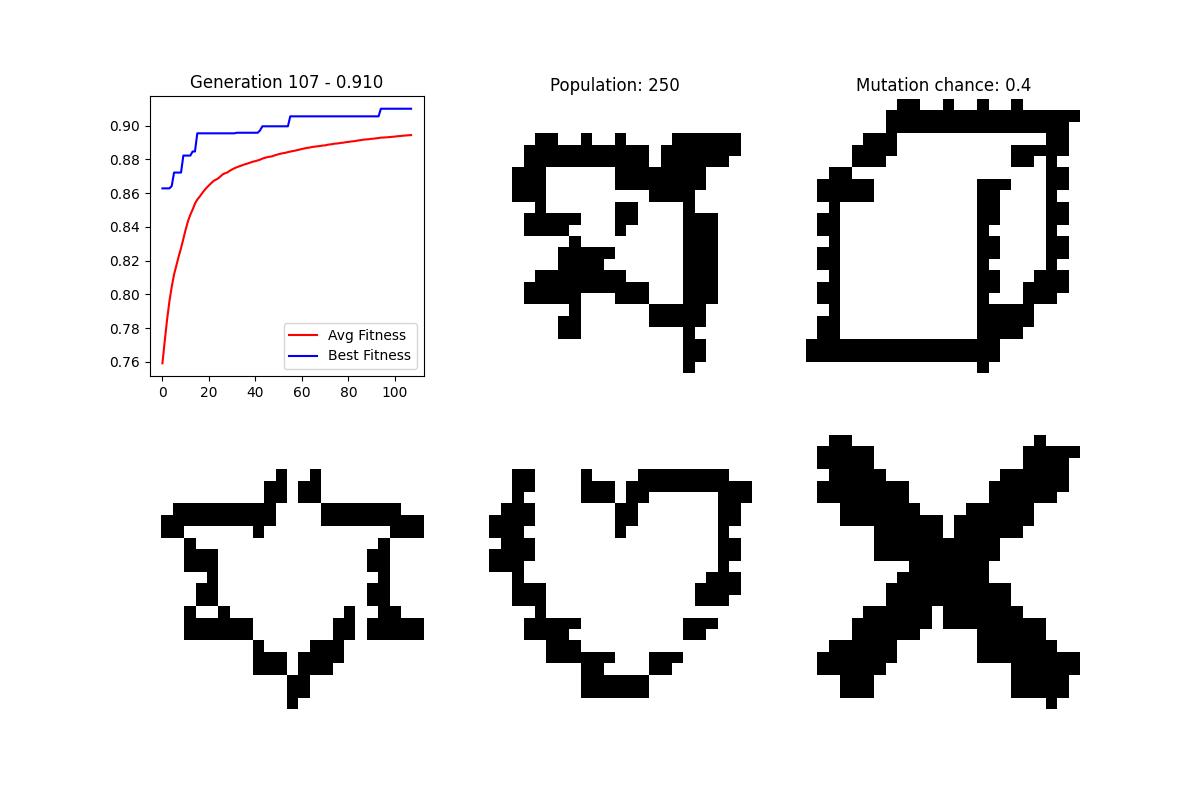 Generation 107 - 0.910
Population: 250
Mutation chance: 0.4
0.90
0.88
0.86
0.84
0.82
0.80
0.78
0.76
Avg Fitness
Best Fitness
0 20 40 60 80 100